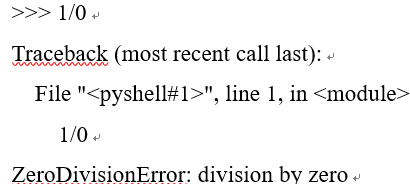 >>> 1/0
Traceback (most recent call last):
File "<pyshell#1>", line 1, in <module>
1/0
ZeroDivisionError: division by zero